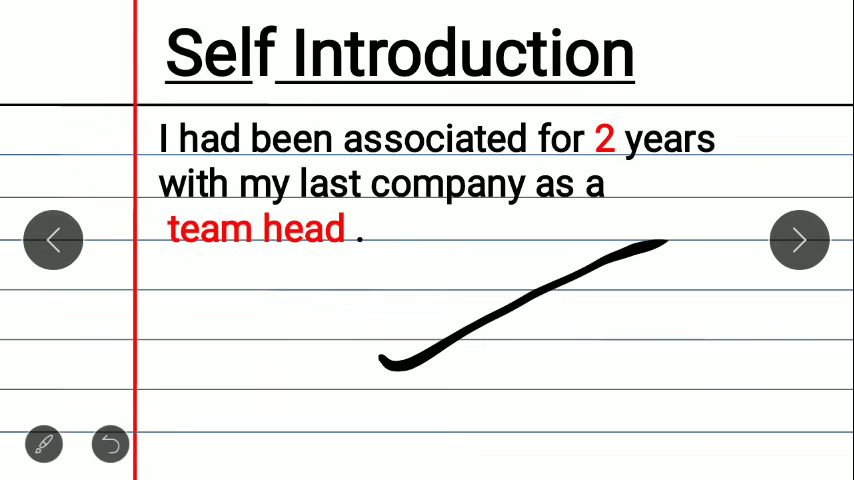 Self Introduction
I had been associated for 2 years
with my last company as a
team head .